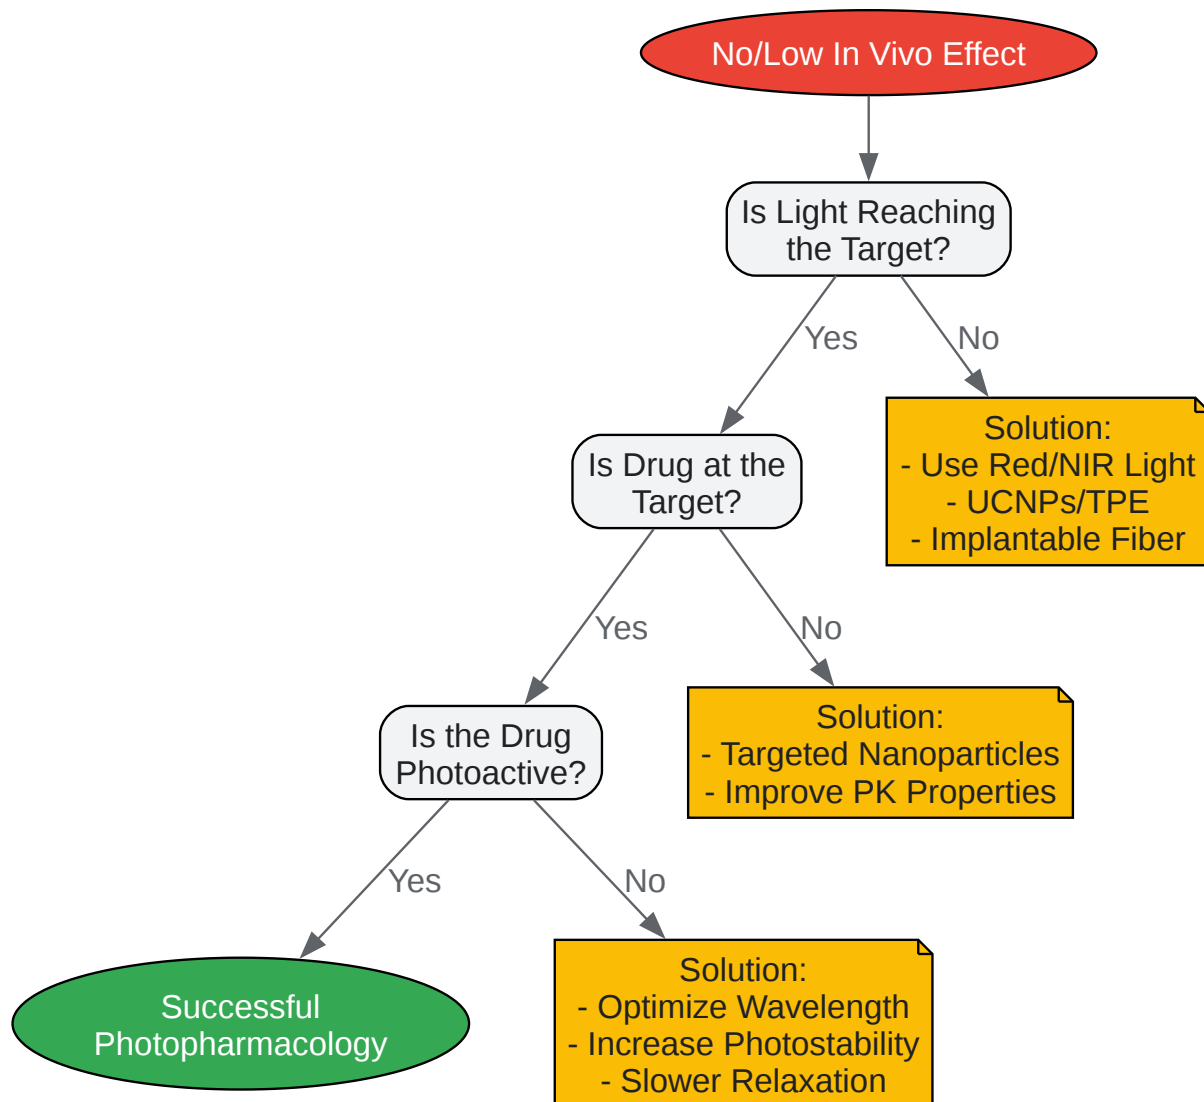 No/Low In Vivo Effect
Is Light Reaching
the Target?
Yes
No
Solution:
- Use Red/NIR Light
- UCNPs/TPE
- Implantable Fiber
Is Drug at the
Target?
Yes
No
Solution:
- Targeted Nanoparticles
- Improve PK Properties
Is the Drug
Photoactive?
Yes
No
Successful
Photopharmacology
Solution:
- Optimize Wavelength
- Increase Photostability
- Slower Relaxation